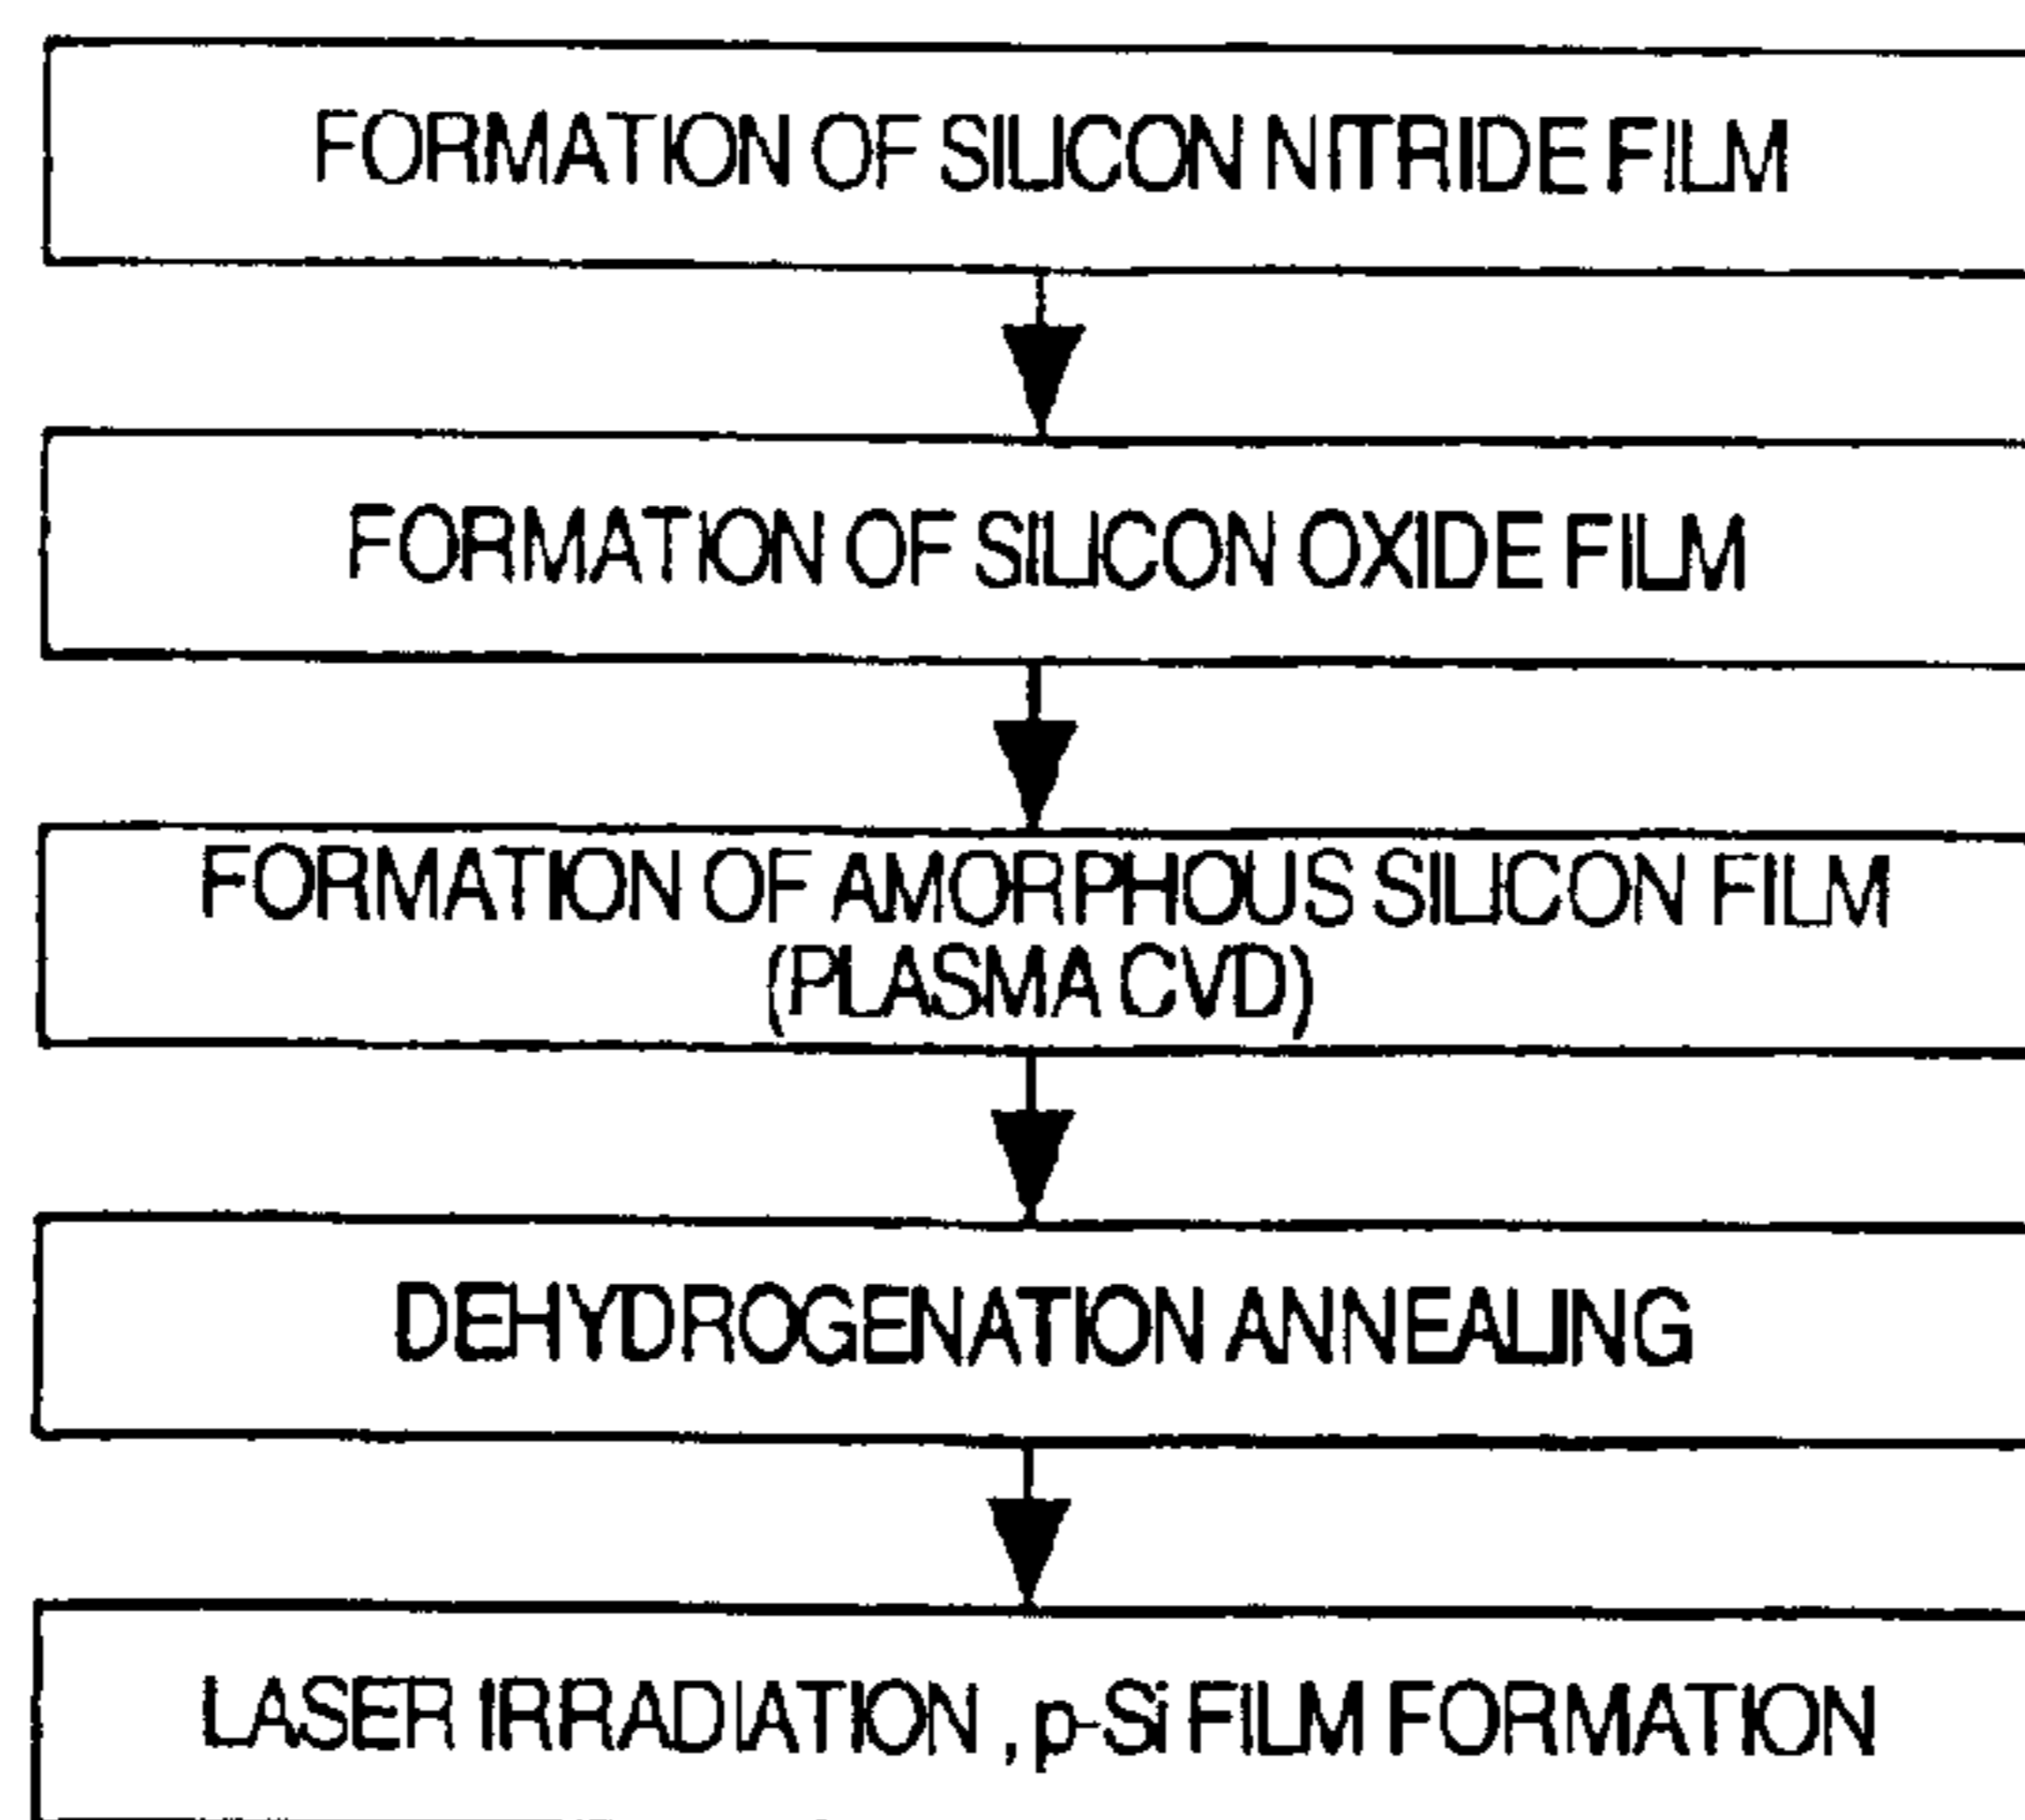 FORMATION OF SILICON NITRIDE FILM
FORMATION OF SILICON OXIDE FILM
FORMATION OF AMORPHOUS SILICON FILM
(PLASMA CVD)
DEHYDROGENATION ANNEALING
LASER IRRADIATION , p-Si FILM FORMATION